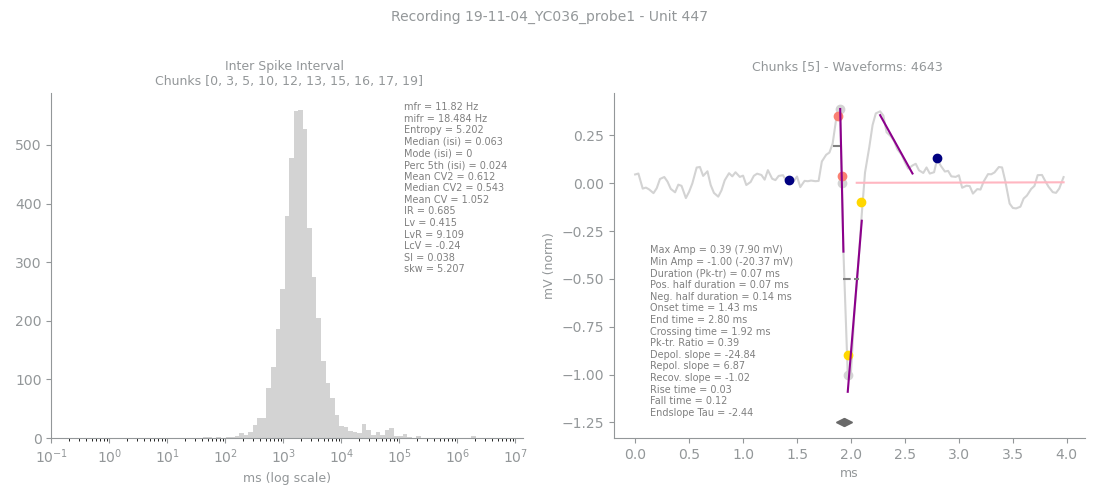 Recording 19-11-04_YC036_probe1 - Unit 447
Inter Spike Interval
Chunks [0, 3, 5, 10, 12, 13, 15, 16, 17, 19]
mfr = 11.82 Hz
mifr = 18.484 Hz
Entropy = 5.202
Median (isi) = 0.063
Mode (isi) = 0
Perc 5th (isi) = 0.024
Mean CV2 = 0.612
Median CV2 = 0.543
Mean CV = 1.052
IR = 0.685
Lv = 0.415
LvR = 9.109
LcV = -0.24
SI = 0.038
skw = 5.207
500
400
300
200
100
0
10⁻¹ 10⁰ 10¹ 10² 10³ 10⁴ 10⁵ 10⁶ 10⁷
ms (log scale)
Chunks [5] - Waveforms: 4643
mV (norm)
0.25
0.00
−0.25
−0.50
−0.75
−1.00
−1.25
Max Amp = 0.39 (7.90 mV)
Min Amp = -1.00 (-20.37 mV)
Duration (Pk-tr) = 0.07 ms
Pos. half duration = 0.07 ms
Neg. half duration = 0.14 ms
Onset time = 1.43 ms
End time = 2.80 ms
Crossing time = 1.92 ms
Pk-tr. Ratio = 0.39
Depol. slope = -24.84
Repol. slope = 6.87
Recov. slope = -1.02
Rise time = 0.03
Fall time = 0.12
Endslope Tau = -2.44
0.0 0.5 1.0 1.5 2.0 2.5 3.0 3.5 4.0
ms